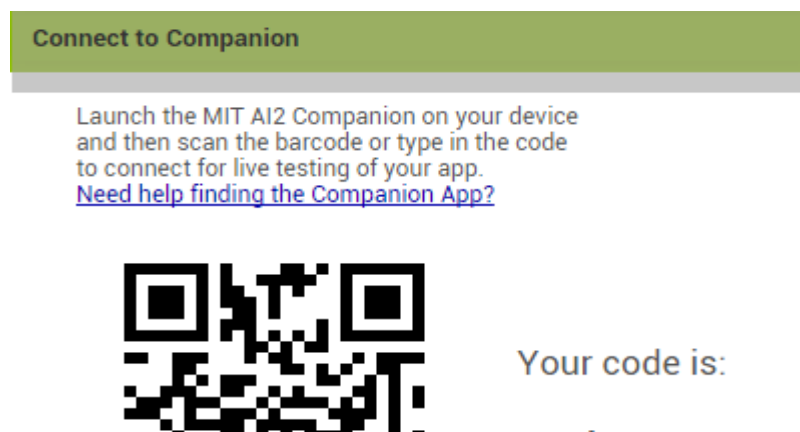 Connect to Companion
Launch the MIT AI2 Companion on your device
and then scan the barcode or type in the code
to connect for live testing of your app.
Need help finding the Companion App?
Your code is: